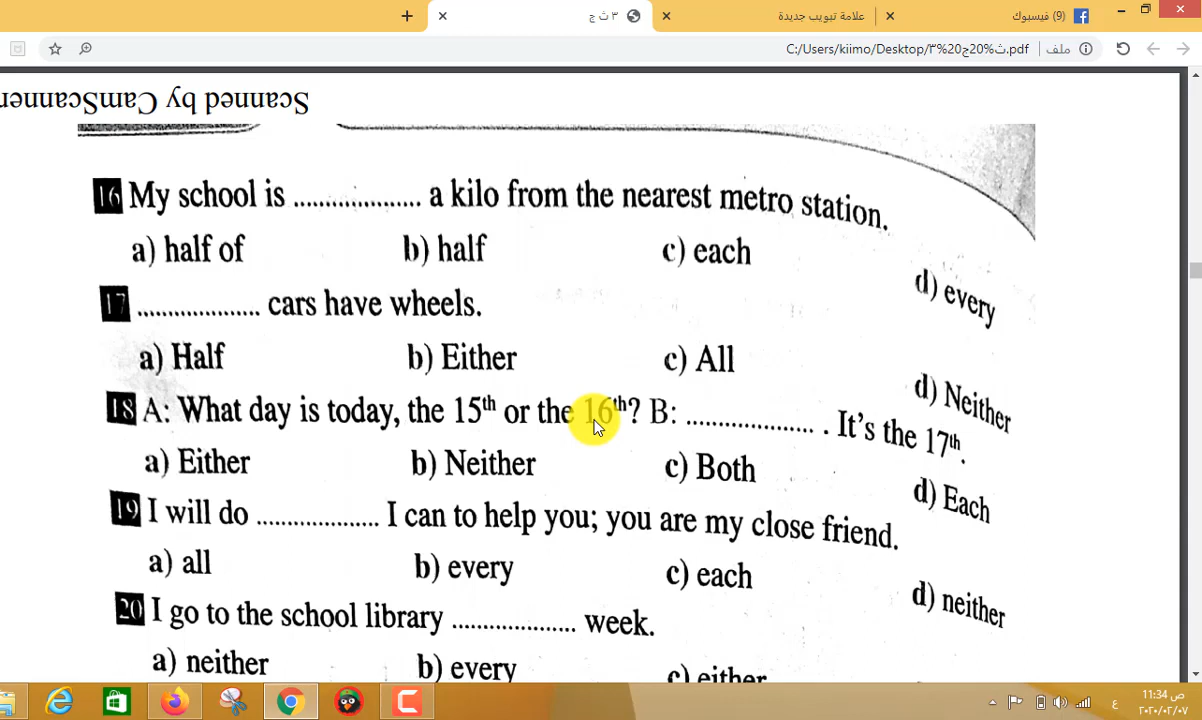 (9) فيسبوك
علامة تبويب جديدة
٣ ث ج
ملف C:/Users/kiimo/Desktop/٣%20ث%20ج.pdf
Scanned by CamScanner
16 My school is .................... a kilo from the nearest metro station.
a) half of b) half c) each d) every
17 .................... cars have wheels.
a) Half b) Either c) All d) Neither
18 A: What day is today, the 15th or the 16th? B: .................... . It's the 17th.
a) Either b) Neither c) Both d) Each
19 I will do .................... I can to help you; you are my close friend.
a) all b) every c) each d) neither
20 I go to the school library .................... week.
a) neither b) every c) either
ع
11:34 ص
٢٠٢٠/٠٢/٠٧